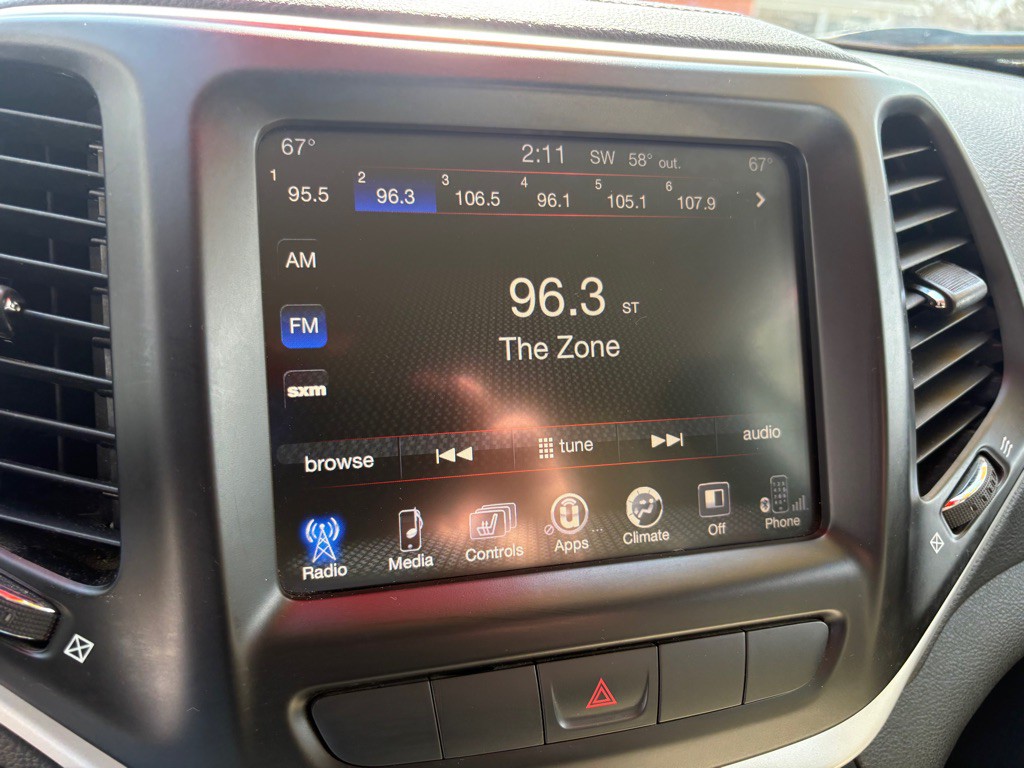 67° 2:11 SW 58° out. 67°
1 95.5 2 96.3 3 106.5 4 96.1 5 105.1 6 107.9
AM
96.3 ST
FM
The Zone
sxm
browse tune audio
Radio Media Controls Apps Climate Off Phone